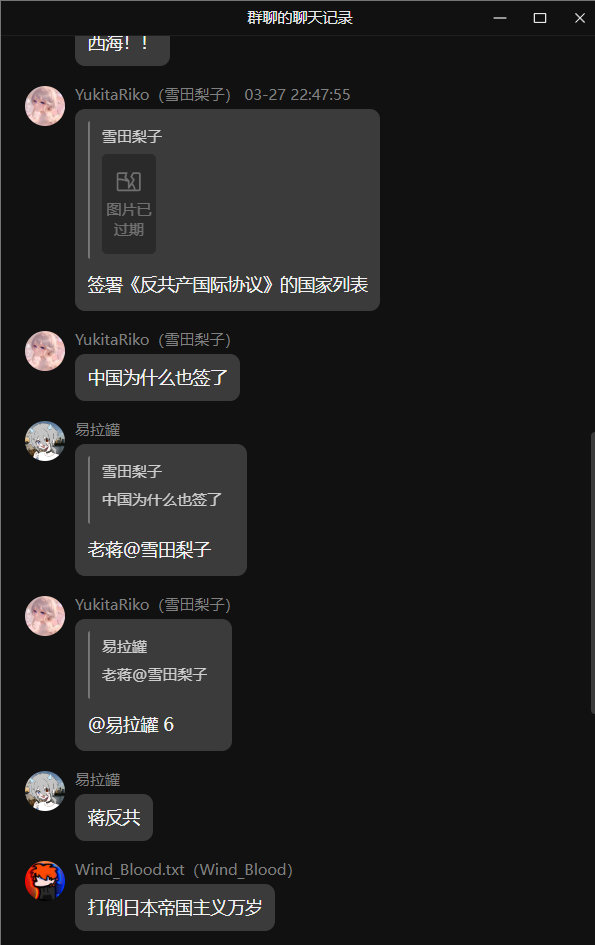 群聊的聊天记录
西海！！
YukitaRiko（雪田梨子） 03-27 22:47:55
雪田梨子
图片已
过期
签署《反共产国际协议》的国家列表
YukitaRiko（雪田梨子）
中国为什么也签了
易拉罐
雪田梨子
中国为什么也签了
老蒋@雪田梨子
YukitaRiko（雪田梨子）
易拉罐
老蒋@雪田梨子
@易拉罐 6
易拉罐
蒋反共
Wind_Blood.txt（Wind_Blood）
打倒日本帝国主义万岁